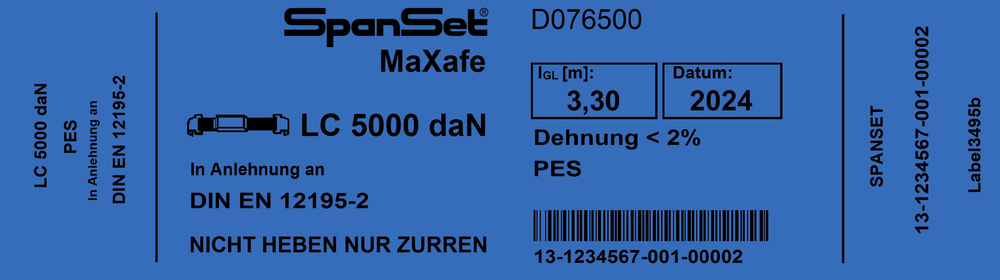 LC 5000 daN
PES
In Anlehnung an
DIN EN 12195-2
SpanSet®
MaXafe
LC 5000 daN
In Anlehnung an
DIN EN 12195-2
NICHT HEBEN NUR ZURREN
D076500
lGL [m]:
3,30
Datum:
2024
Dehnung < 2%
PES
13-1234567-001-00002
SPANSET
13-1234567-001-00002
Label3495b